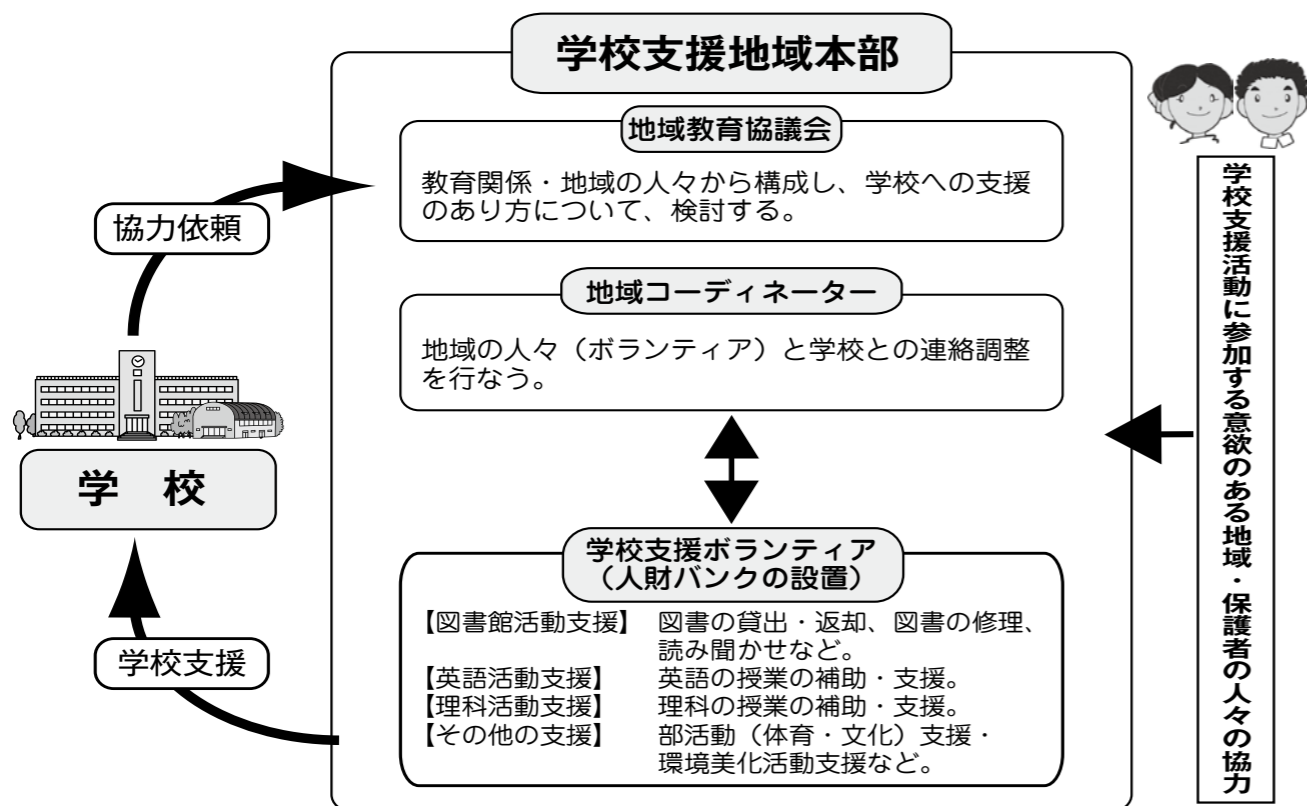 学校支援地域本部
地域教育協議会
教育関係・地域の人々から構成し、学校への支援
のあり方について、検討する。
協力依頼
地域コーディネーター
地域の人々（ボランティア）と学校との連絡調整
を行なう。
学　校
学校支援ボランティア
（人財バンクの設置）
【図書館活動支援】　図書の貸出・返却、図書の修理、
読み聞かせなど。
【英語活動支援】　英語の授業の補助・支援。
【理科活動支援】　理科の授業の補助・支援。
【その他の支援】　部活動（体育・文化）支援・
環境美化活動支援など。
学校支援
学校支援活動に参加する意欲のある地域・保護者の人々の協力